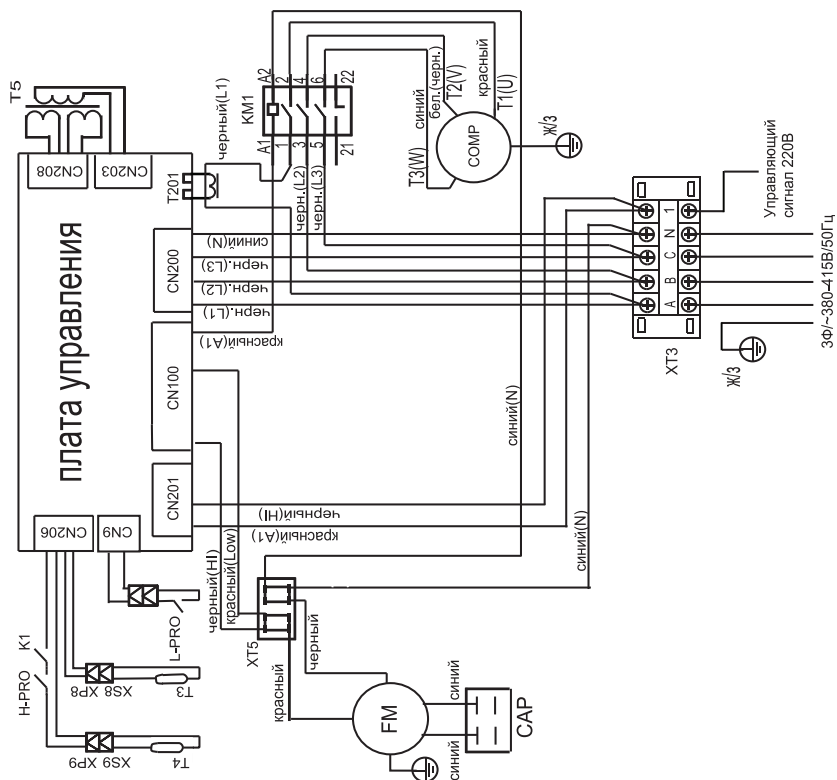 T5
CN208
CN203
плата управления
T201
CN200
CN100
CN201
CN206
CN9
черный(L1)
KM1
A1
1
3
5
21
A2
2
4
6
22
черн.(L2)
черн.(L3)
синий
бел.(черн.)
красный
T3(W)
T2(V)
T1(U)
COMP
Ж/З
синий(N)
черн.(L3)
черн.(L2)
черн.(L1)
красный(A1)
A
B
C
N
1
XT3
Управляющий
сигнал 220В
3Ф/~380-415В/50Гц
Ж/З
черный(HI)
красный(A1)
синий(N)
синий(N)
черный(HI)
красный(Low)
XT5
красный
черный
FM
синий
синий
CAP
H-PRO
K1
L-PRO
XP8 XS8
T3
XP9 XS9
T4